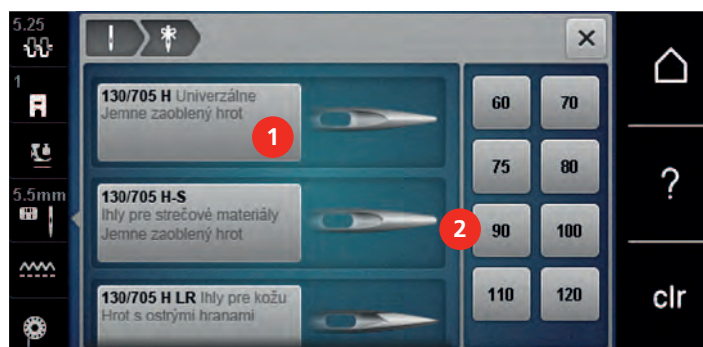 5.25
1
5.5mm
130/705 H Univerzálne
Jemne zaoblený hrot
1
130/705 H-S
Ihly pre strečové materiály
Jemne zaoblený hrot
2
130/705 H LR Ihly pre kožu
Hrot s ostrými hranami
60 70
75 80
90 100
110 120
?
clr